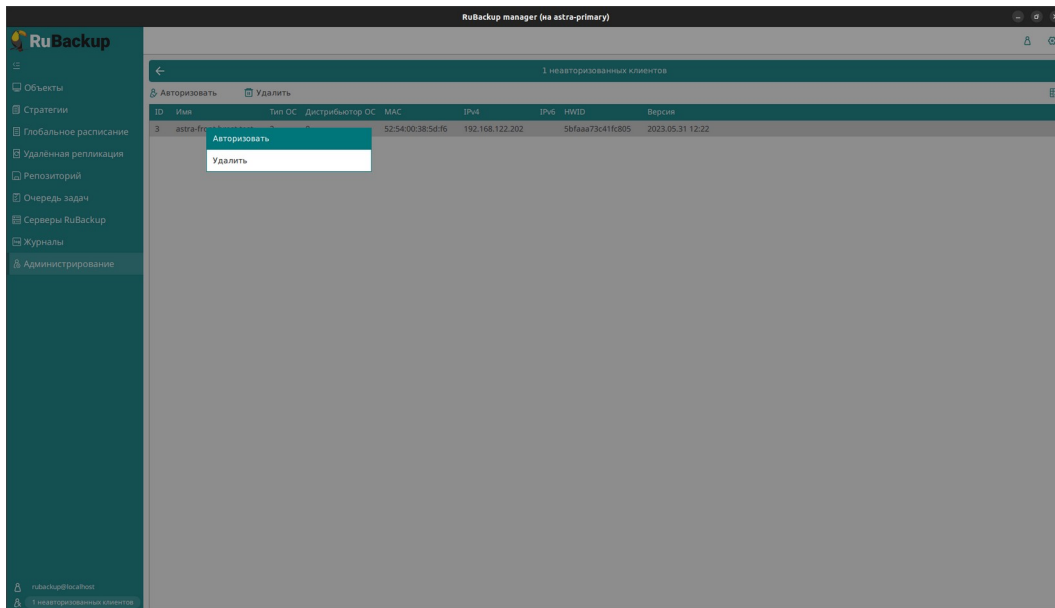 RuBackup manager (на astra-primary)
RuBackup
1 неавторизованных клиентов
Объекты
Стратегии
Глобальное расписание
Удалённая репликация
Репозиторий
Очередь задач
Серверы RuBackup
Журналы
Администрирование
Авторизовать Удалить
ID Имя Тип ОС Дистрибьютор ОС MAC IPv4 IPv6 HWID Версия
3 52:54:00:38:5d:f6 192.168.122.202 5bfaaa73c41fc805 2023.05.31 12:22
Авторизовать
Удалить
rubackup@localhost
1 неавторизованных клиентов